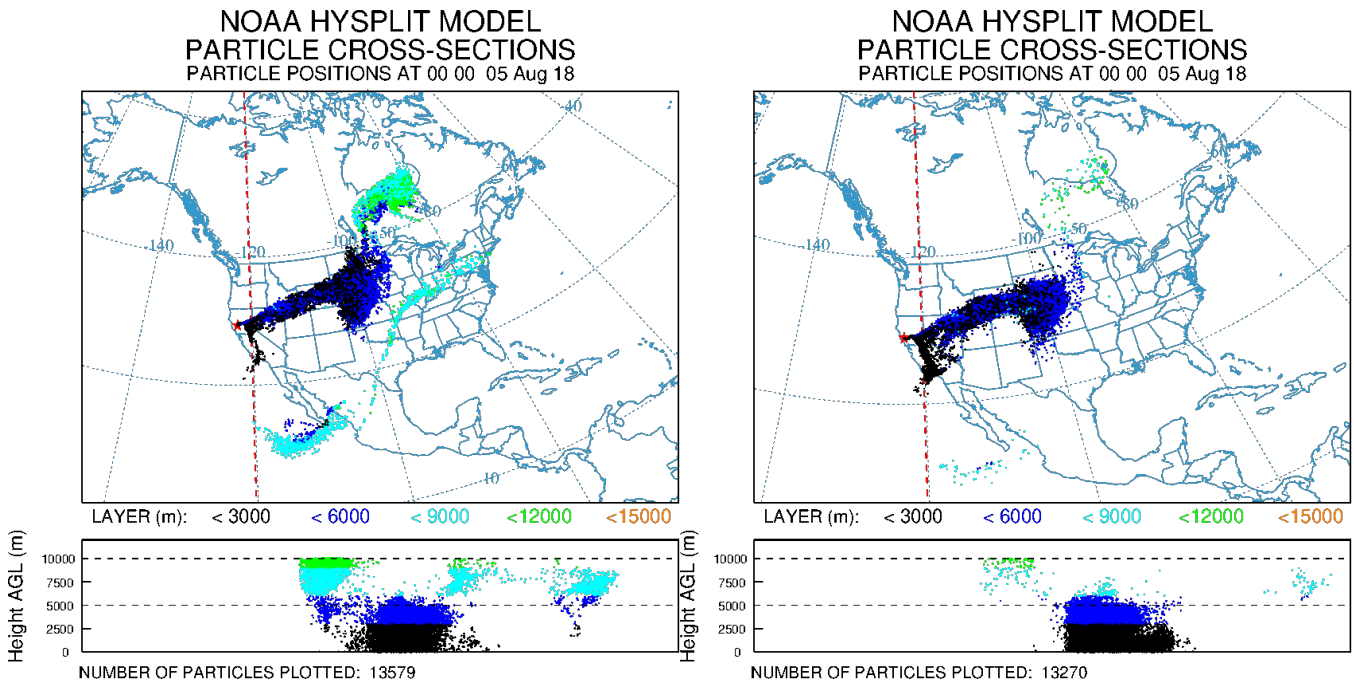 NOAA HYSPLIT MODEL
PARTICLE CROSS-SECTIONS
PARTICLE POSITIONS AT 00 00 05 Aug 18
40
-60
-80
-140
-120
-100
50
10
LAYER (m): < 3000 < 6000 < 9000 <12000 <15000
Height AGL (m)
10000
7500
5000
2500
0
NUMBER OF PARTICLES PLOTTED: 13579
NOAA HYSPLIT MODEL
PARTICLE CROSS-SECTIONS
PARTICLE POSITIONS AT 00 00 05 Aug 18
40
-80
-140
-120
-100
50
10
LAYER (m): < 3000 < 6000 < 9000 <12000 <15000
Height AGL (m)
10000
7500
5000
2500
0
NUMBER OF PARTICLES PLOTTED: 13270